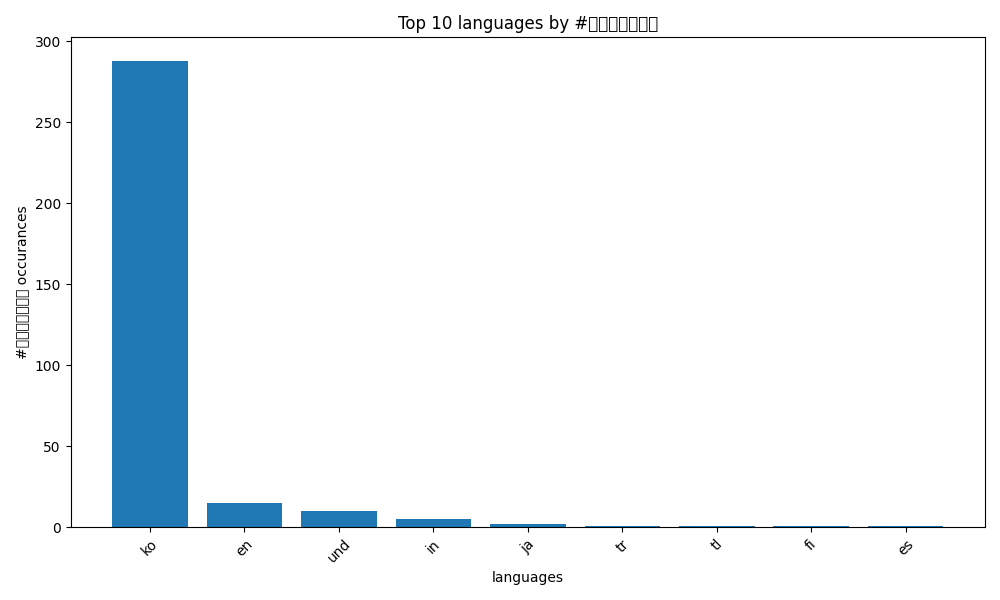 Top 10 languages by #
300
250
200
150
100
50
0
# occurances
ko
en
und
in
ja
tr
tl
fi
es
languages